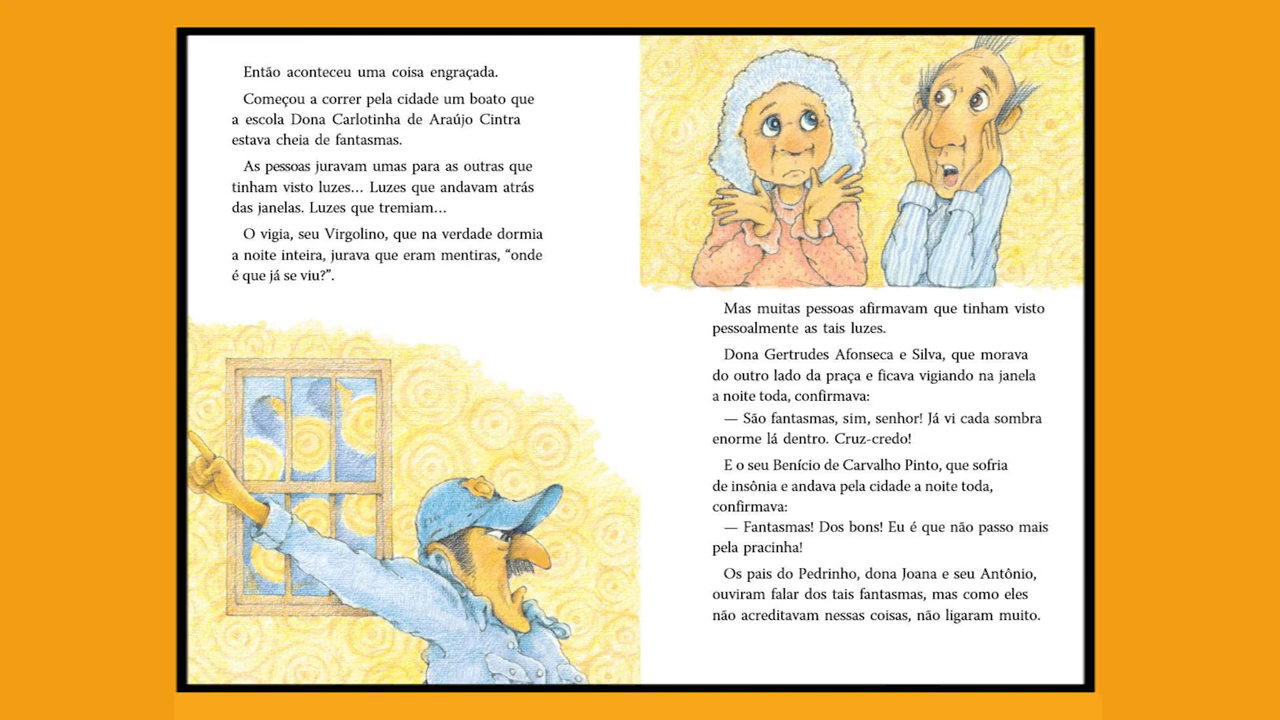 Então aconteceu uma coisa engraçada.
Começou a correr pela cidade um boato que
a escola Dona Carlotinha de Araújo Cintra
estava cheia de fantasmas.
As pessoas juravam umas para as outras que
tinham visto luzes... Luzes que andavam atrás
das janelas. Luzes que tremiam...
O vigia, seu Virgolino, que na verdade dormia
a noite inteira, jurava que eram mentiras, “onde
é que já se viu?”.
Mas muitas pessoas afirmavam que tinham visto
pessoalmente as tais luzes.
Dona Gertrudes Afonseca e Silva, que morava
do outro lado da praça e ficava vigiando na janela
a noite toda, confirmava:
— São fantasmas, sim, senhor! Já vi cada sombra
enorme lá dentro. Cruz-credo!
E o seu Benício de Carvalho Pinto, que sofria
de insônia e andava pela cidade a noite toda,
confirmava:
— Fantasmas! Dos bons! Eu é que não passo mais
pela pracinha!
Os pais do Pedrinho, dona Joana e seu Antônio,
ouviram falar dos tais fantasmas, mas como eles
não acreditavam nessas coisas, não ligaram muito.